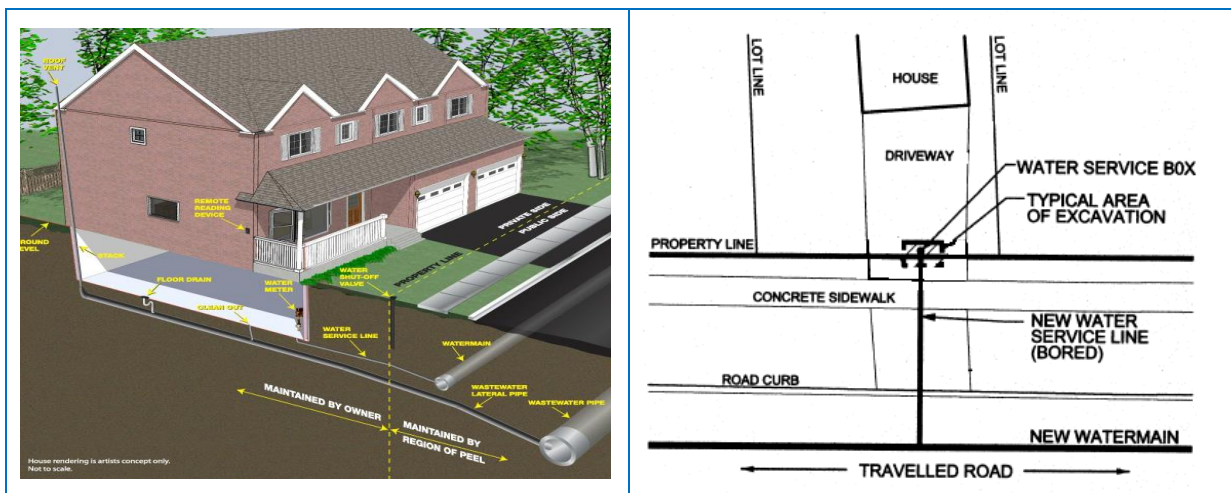 ROOF
VENT
REMOTE
READING
DEVICE
PRIVATE SIDE
PUBLIC SIDE
GROUND
LEVEL
STACK
FLOOR DRAIN
WATER
METER
WATER
SHUT-OFF
VALVE
PROPERTY LINE
CLEAN OUT
WATER
SERVICE LINE
WATERMAIN
WASTEWATER
LATERAL PIPE
WASTEWATER PIPE
MAINTAINED BY OWNER
MAINTAINED BY
REGION OF PEEL
House rendering is artists concept only.
Not to scale.
LOT LINE
HOUSE
LOT LINE
DRIVEWAY
WATER SERVICE BOX
TYPICAL AREA
OF EXCAVATION
PROPERTY LINE
CONCRETE SIDEWALK
NEW WATER
SERVICE LINE
(BORED)
ROAD CURB
NEW WATERMAIN
TRAVELLED ROAD